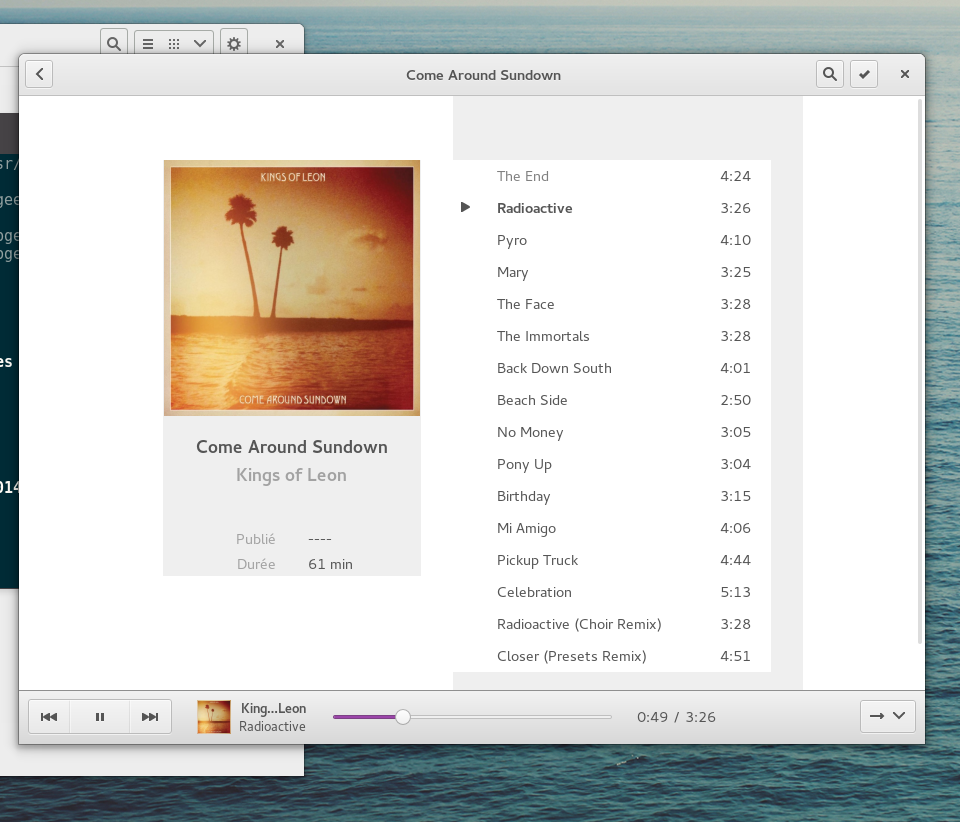 Come Around Sundown
sr/
gee
oge
oge
es
014
KINGS OF LEON
COME AROUND SUNDOWN
Come Around Sundown
Kings of Leon
Publié ----
Durée 61 min
The End 4:24
Radioactive 3:26
Pyro 4:10
Mary 3:25
The Face 3:28
The Immortals 3:28
Back Down South 4:01
Beach Side 2:50
No Money 3:05
Pony Up 3:04
Birthday 3:15
Mi Amigo 4:06
Pickup Truck 4:44
Celebration 5:13
Radioactive (Choir Remix) 3:28
Closer (Presets Remix) 4:51
King...Leon
Radioactive
0:49 / 3:26